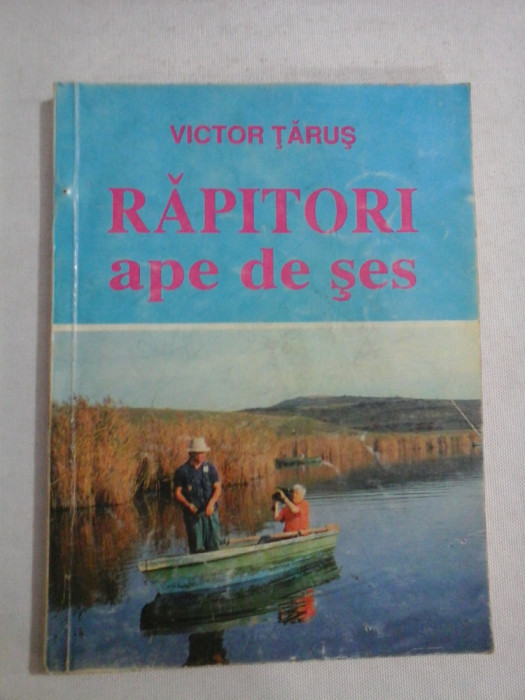 VICTOR ŢĂRUŞ
RĂPITORI
ape de şes